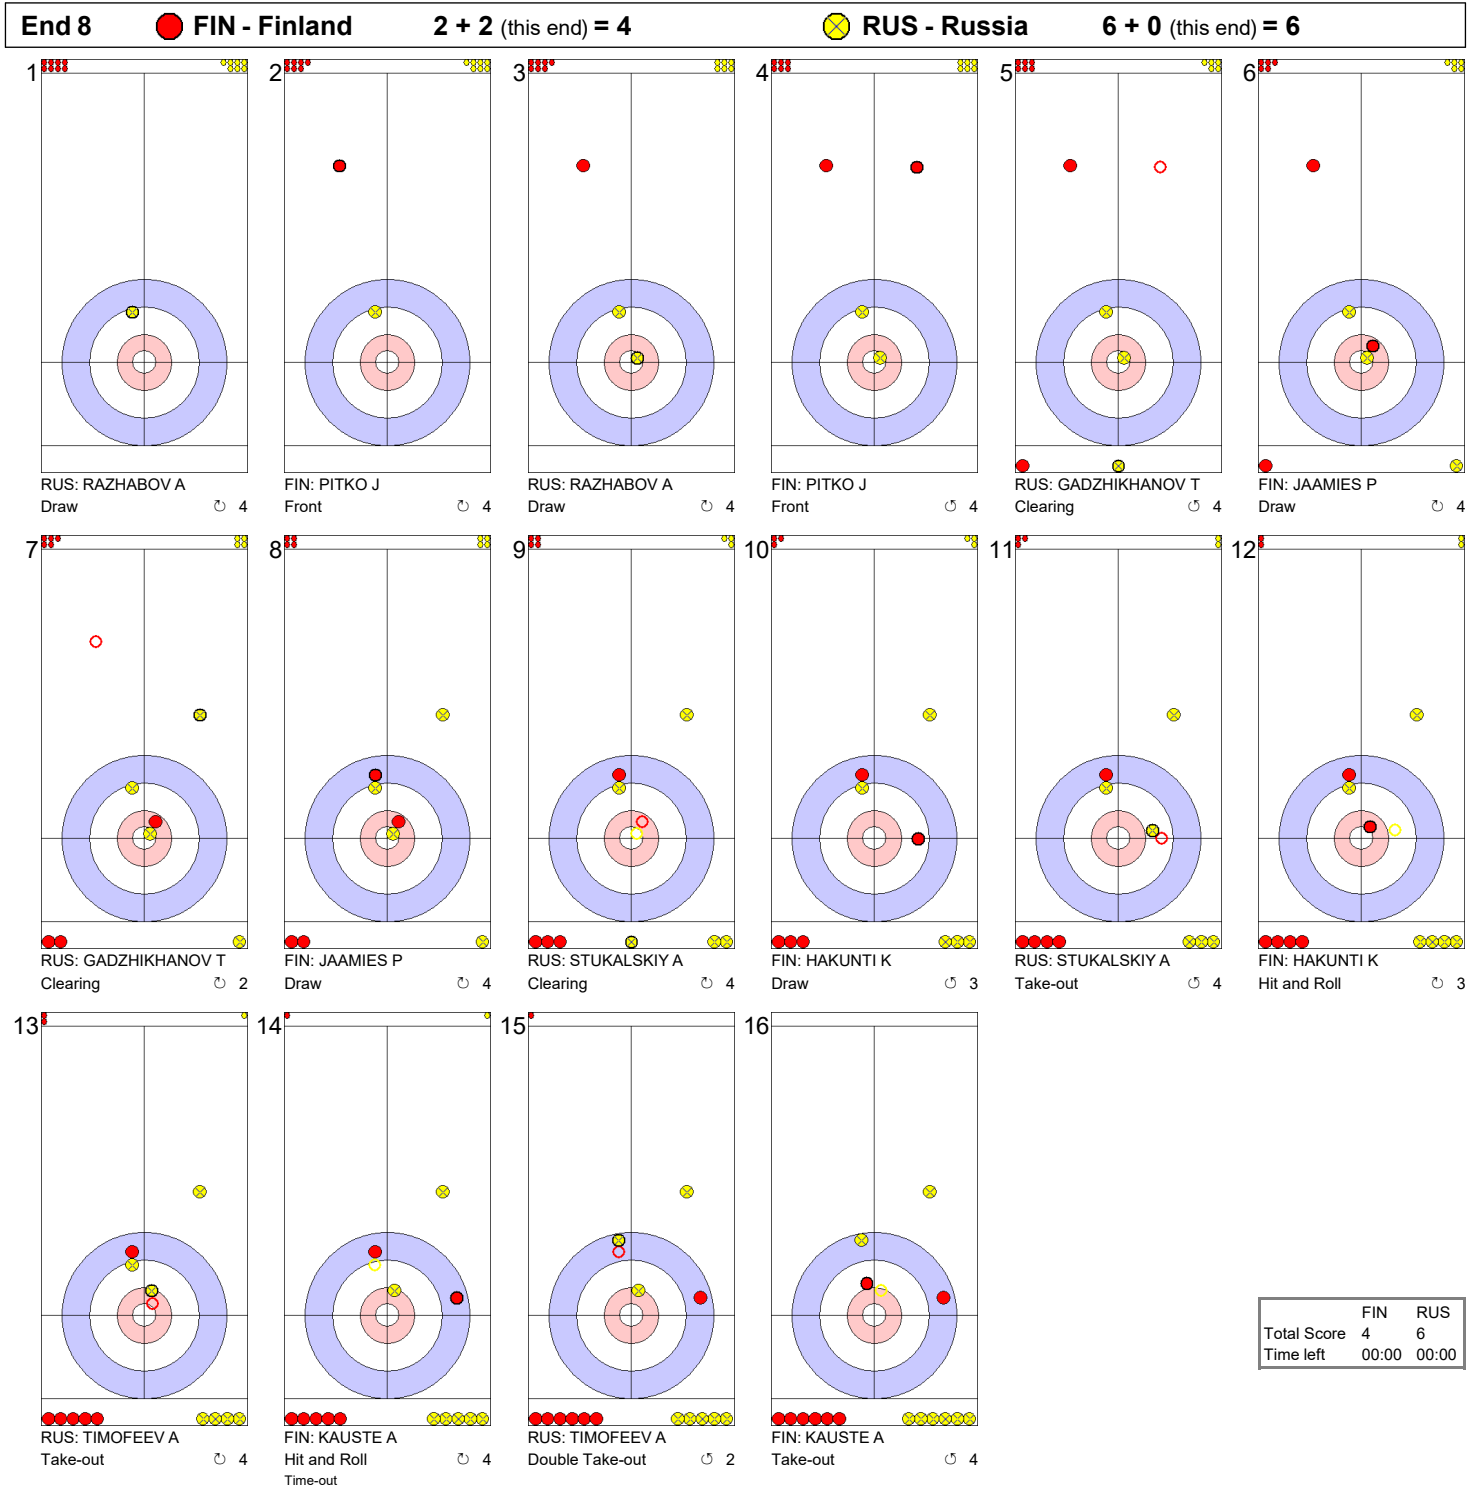 End 8 FIN - Finland 2 + 2 (this end) = 4 RUS - Russia 6 + 0 (this end) = 6
1 2 3 4 5 6
RUS: RAZHABOV A FIN: PITKO J RUS: RAZHABOV A FIN: PITKO J RUS: GADZHIKHANOV T FIN: JAAMIES P
Draw ↻ 4 Front ↻ 4 Draw ↻ 4 Front ↻ 4 Clearing ↺ 4 Draw ↻ 4
7 8 9 10 11 12
RUS: GADZHIKHANOV T FIN: JAAMIES P RUS: STUKALSKIY A FIN: HAKUNTI K RUS: STUKALSKIY A FIN: HAKUNTI K
Clearing ↻ 2 Draw ↺ 4 Clearing ↻ 4 Draw ↺ 3 Take-out ↺ 4 Hit and Roll ↺ 3
13 14 15 16
RUS: TIMOFEEV A FIN: KAUSTE A RUS: TIMOFEEV A FIN: KAUSTE A
Take-out ↻ 4 Hit and Roll ↻ 4 Double Take-out ↺ 2 Take-out ↺ 4
Time-out
FIN RUS
Total Score 4 6
Time left 00:00 00:00